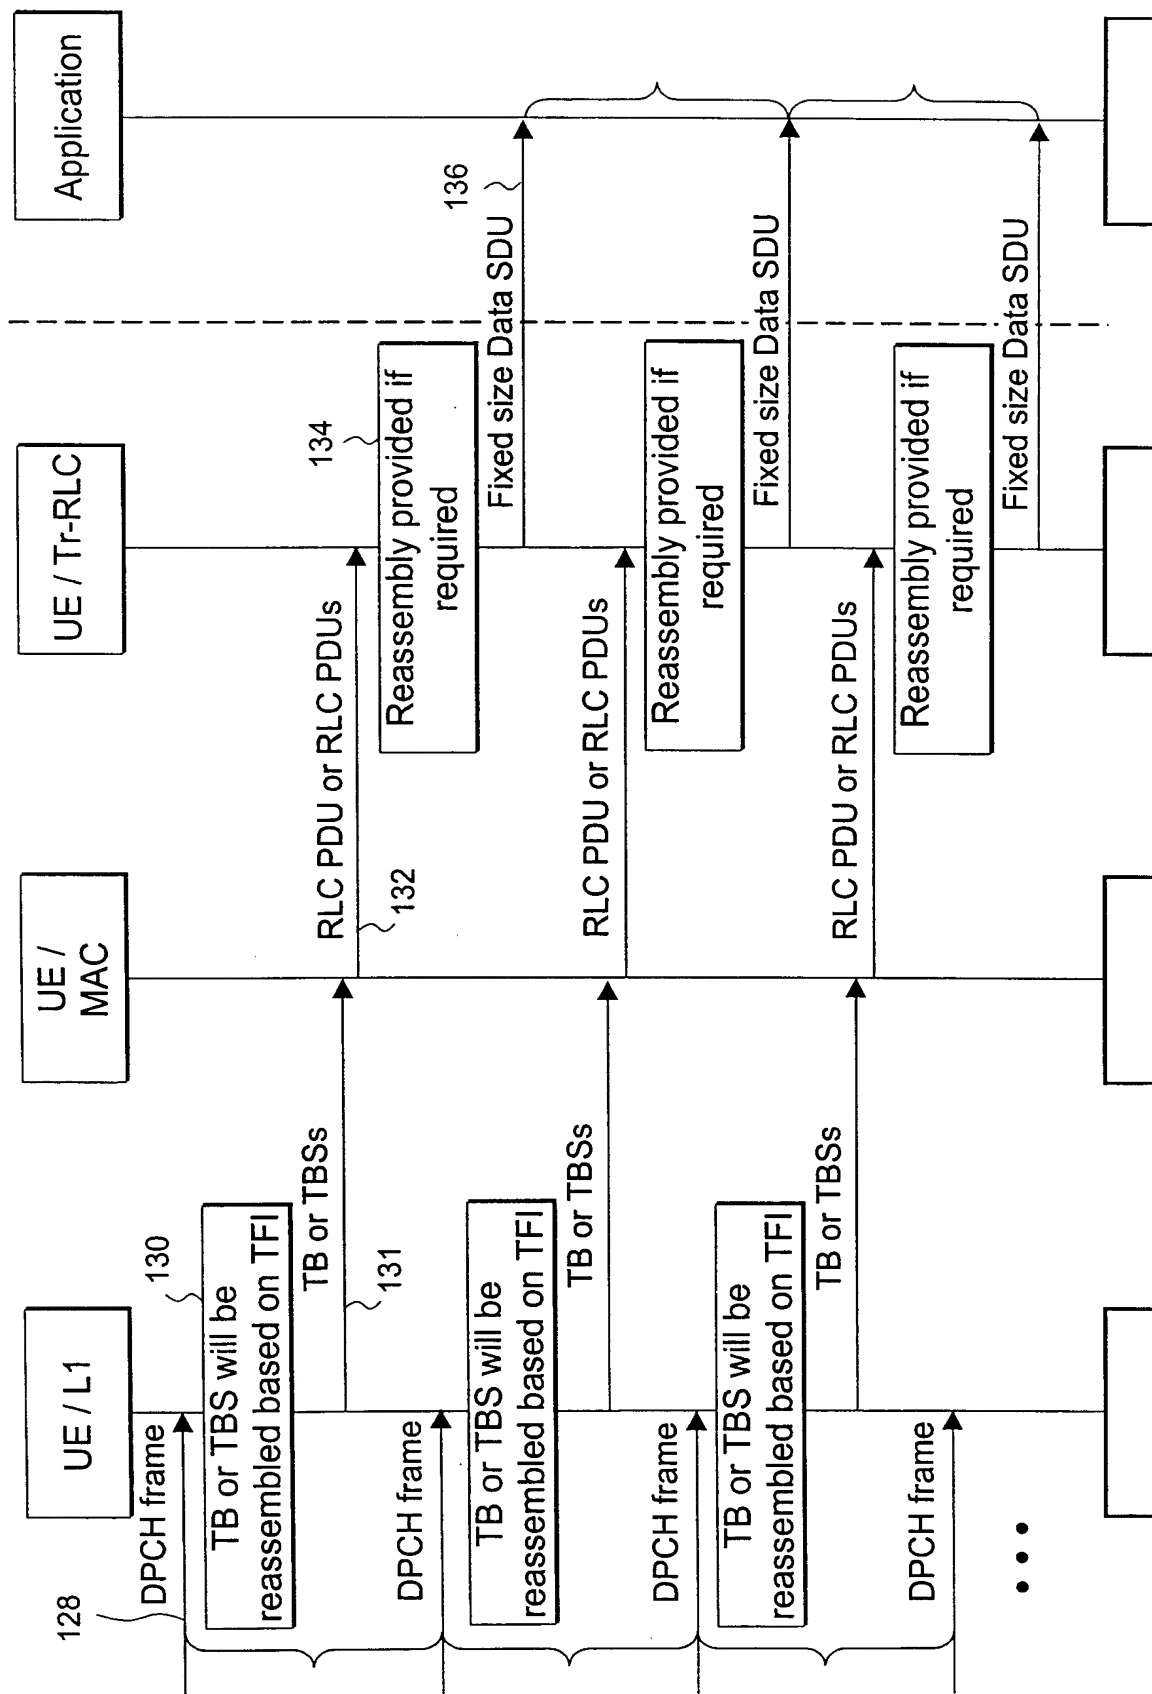 UE / L1
UE /
MAC
UE / Tr-RLC
Application
128
DPCH frame
130
TB or TBS will be
reassembled based on TFI
TB or TBSs
131
RLC PDU or RLC PDUs
132
134
Reassembly provided if
required
Fixed size Data SDU
136
DPCH frame
TB or TBS will be
reassembled based on TFI
TB or TBSs
RLC PDU or RLC PDUs
Reassembly provided if
required
Fixed size Data SDU
DPCH frame
TB or TBS will be
reassembled based on TFI
TB or TBSs
RLC PDU or RLC PDUs
Reassembly provided if
required
Fixed size Data SDU
DPCH frame